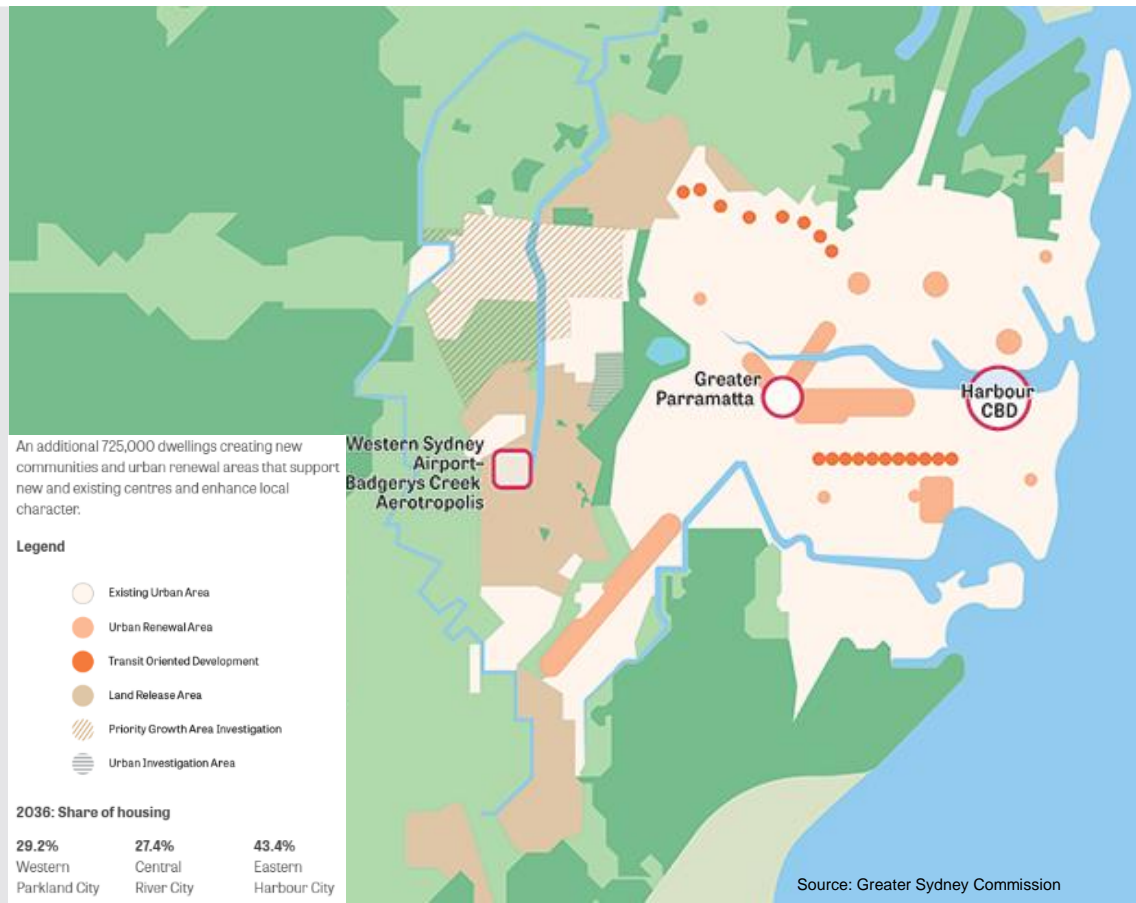 Greater
Parramatta
Harbour
CBD
Western Sydney
Airport–
Badgerys Creek
Aerotropolis
An additional 725,000 dwellings creating new
communities and urban renewal areas that support
new and existing centres and enhance local
character.
Legend
Existing Urban Area
Urban Renewal Area
Transit Oriented Development
Land Release Area
Priority Growth Area Investigation
Urban Investigation Area
2036: Share of housing
29.2% 27.4% 43.4%
Western Central Eastern
Parkland City River City Harbour City
Source: Greater Sydney Commission